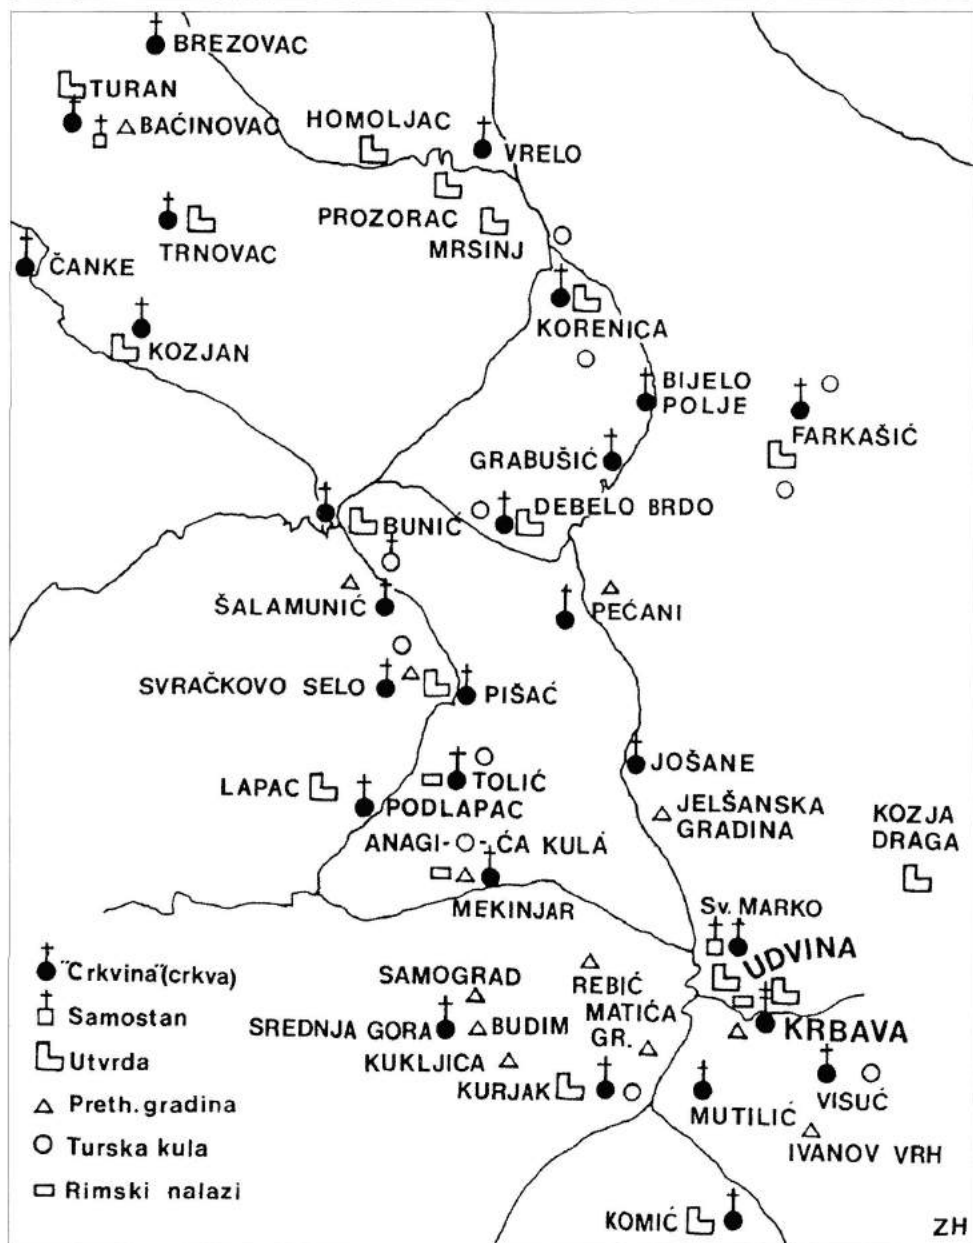 BREZOVAC
TURAN
BAĆINOVAC
HOMOLJAC
VRELO
PROZORAC
MRSINJ
TRNOVAC
ČANKE
KORENICA
KOZJAN
BIJELO
POLJE
FARKAŠIĆ
GRABUŠIĆ
DEBELO BRDO
BUNIĆ
ŠALAMUNIĆ
PEĆANI
SVRAČKOVO SELO
PIŠAĆ
JOŠANE
LAPAC
TOLIĆ
PODLAPAC
JELŠANSKA
GRADINA
KOZJA
DRAGA
ANAGI-O-ĆA KULA
MEKINJAR
Sv. MARKO
UDVINA
"Crkvina"(crkva)
SAMOGRAD
REBIĆ
Samostan
SREDNJA GORA
BUDIM
MATIĆA
GR.
KRBAVA
Utvrda
KUKLJICA
KURJAK
Preth. gradina
MUTILIĆ
VISUĆ
Turska kula
IVANOV VRH
Rimski nalazi
KOMIĆ
ZH